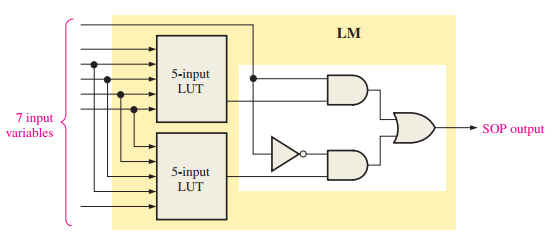 LM
5-input
LUT
7 input
variables
SOP output
5-input
LUT